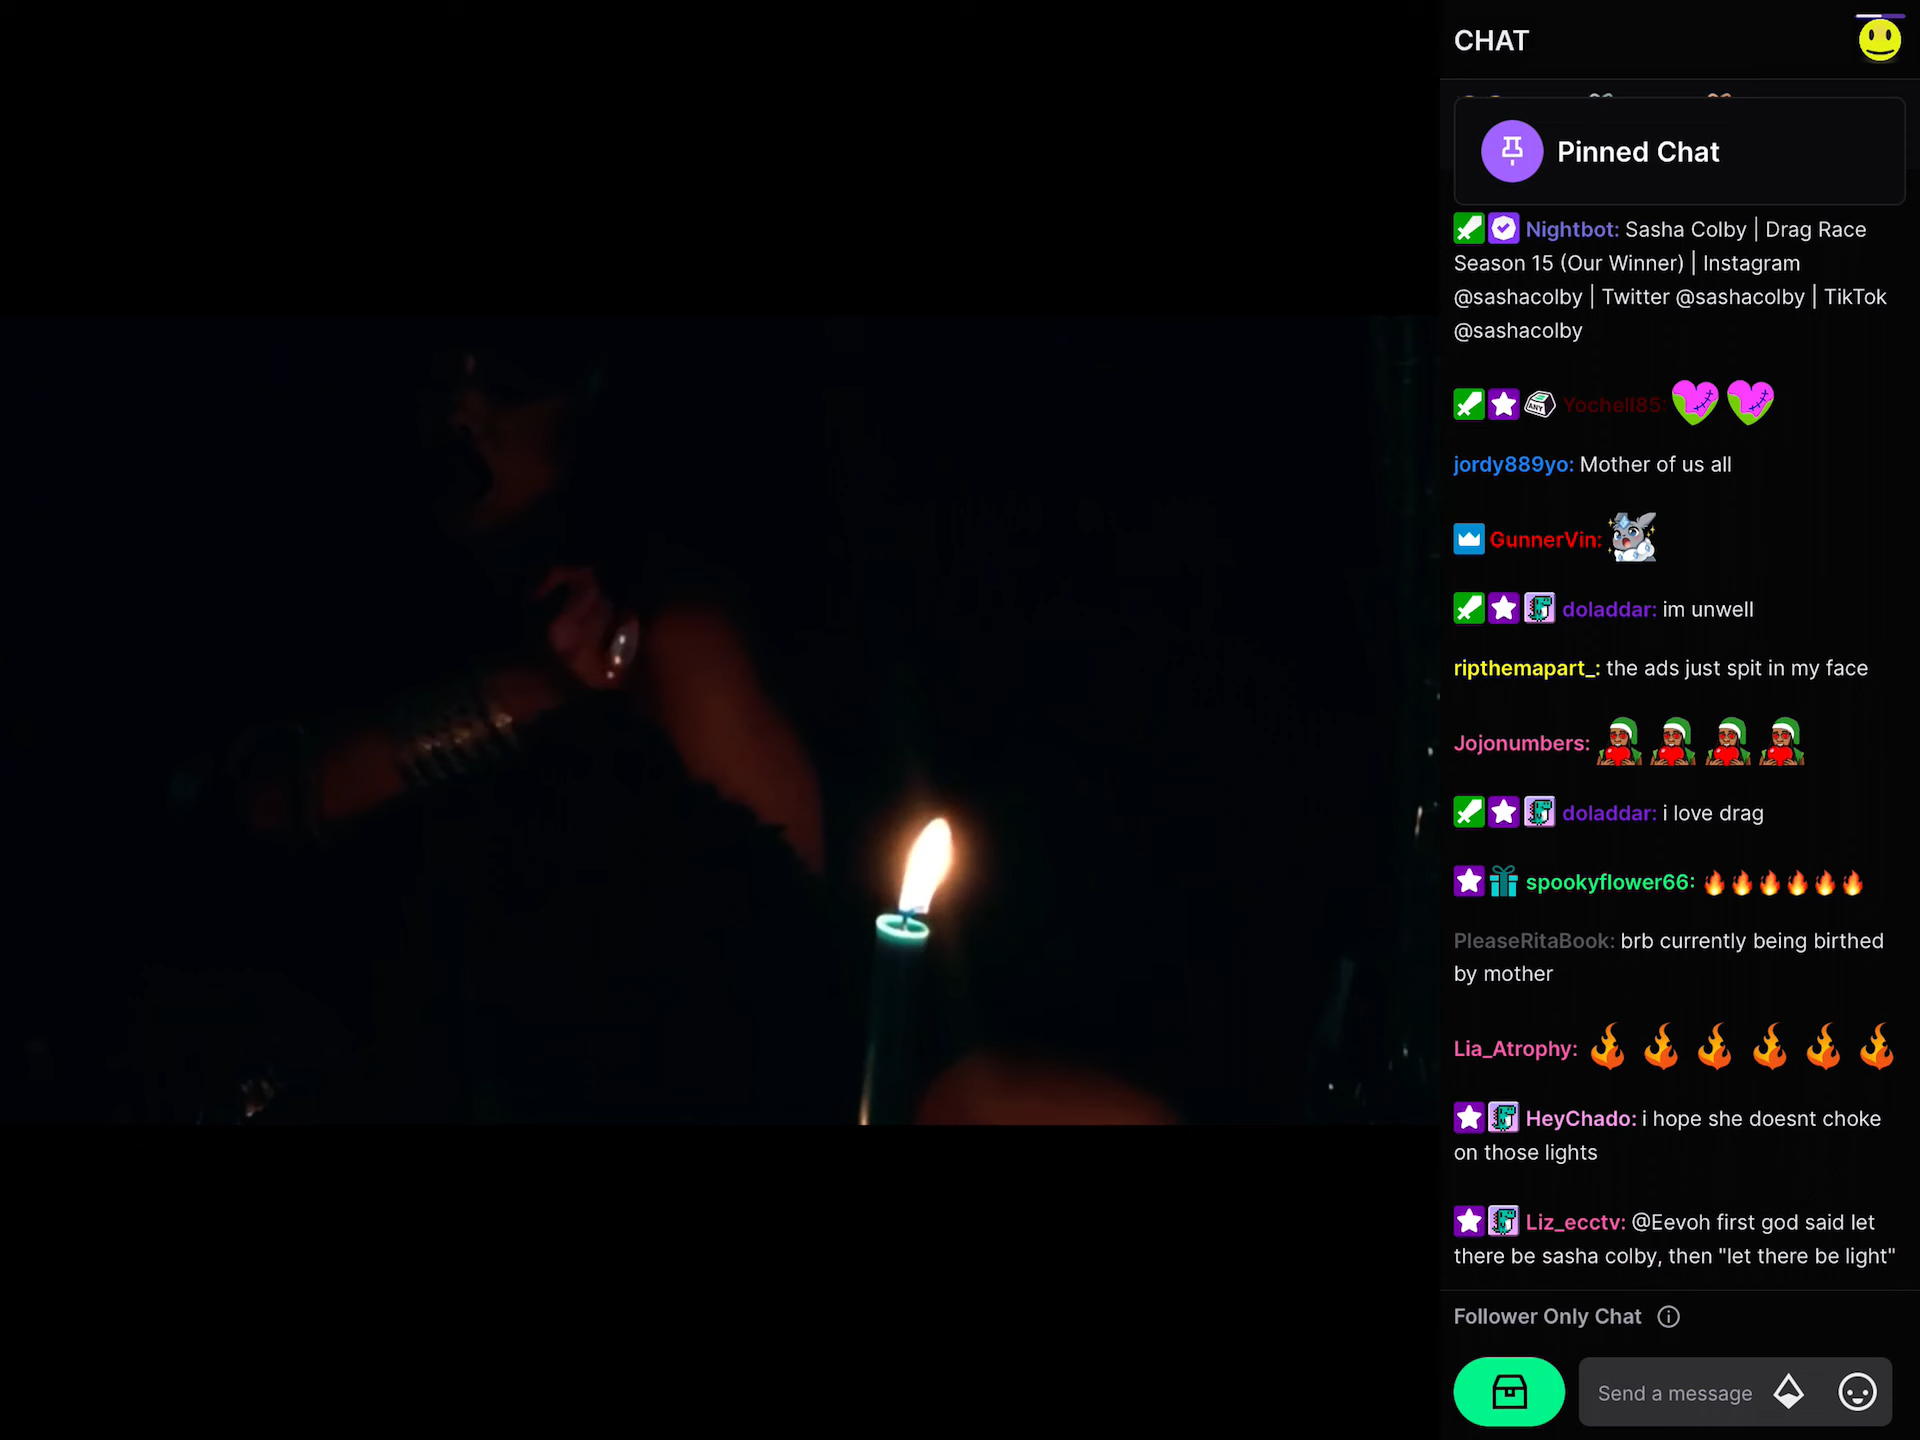 CHAT
Pinned Chat
Nightbot: Sasha Colby | Drag Race
Season 15 (Our Winner) | Instagram
@sashacolby | Twitter @sashacolby | TikTok
@sashacolby
ANY Yochell85:
jordy889yo: Mother of us all
GunnerVin:
doladdar: im unwell
ripthemapart_: the ads just spit in my face
Jojonumbers:
doladdar: i love drag
spookyflower66: 🔥🔥🔥🔥🔥🔥
PleaseRitaBook: brb currently being birthed
by mother
Lia_Atrophy:
HeyChado: i hope she doesnt choke
on those lights
Liz_ecctv: @Eevoh first god said let
there be sasha colby, then "let there be light"
Follower Only Chat
Send a message